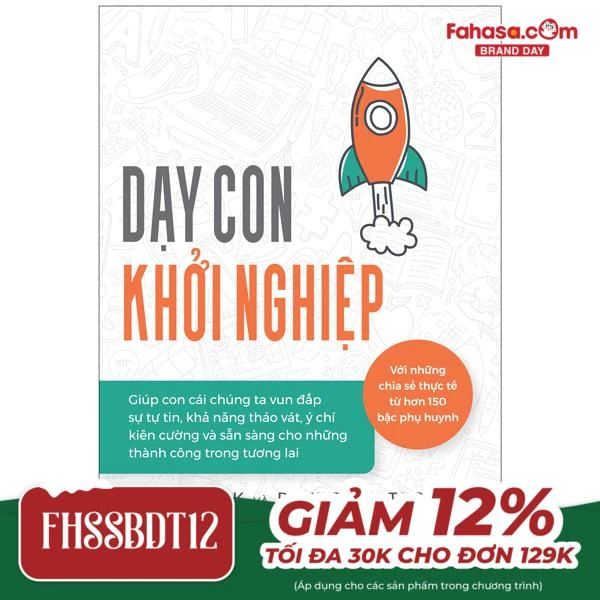 Fahasa.com
BRAND DAY
DẠY CON
KHỞI NGHIỆP
Với những
chia sẻ thực tế
từ hơn 150
bậc phụ huynh
Giúp con cái chúng ta vun đắp
sự tự tin, khả năng tháo vát, ý chí
kiên cường và sẵn sàng cho những
thành công trong tương lai
FHSSBDT12
GIẢM 12%
TỐI ĐA 30K CHO ĐƠN 129K
(Áp dụng cho các sản phẩm trong chương trình)